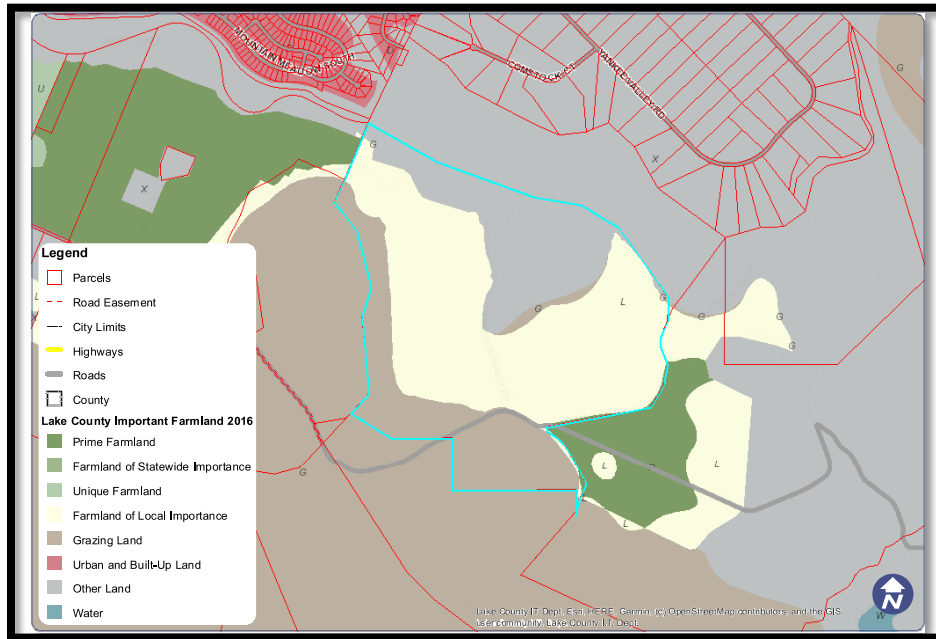 MOUNTAIN MEADOW SOUTH
U
COMSTOCK CT
YANKEE VALLEY RD
G
U
G
X
X
L
G
G
G
G
G
L
L
L
G
L
W
Legend
Parcels
Road Easement
City Limits
Highways
Roads
County
Lake County Important Farmland 2016
Prime Farmland
Farmland of Statewide Importance
Unique Farmland
Farmland of Local Importance
Grazing Land
Urban and Built-Up Land
Other Land
Water
N
Lake County IT Dept, Esri, HERE, Garmin, (c) OpenStreetMap contributors, and the GIS
user community, Lake County I.T. Dept.